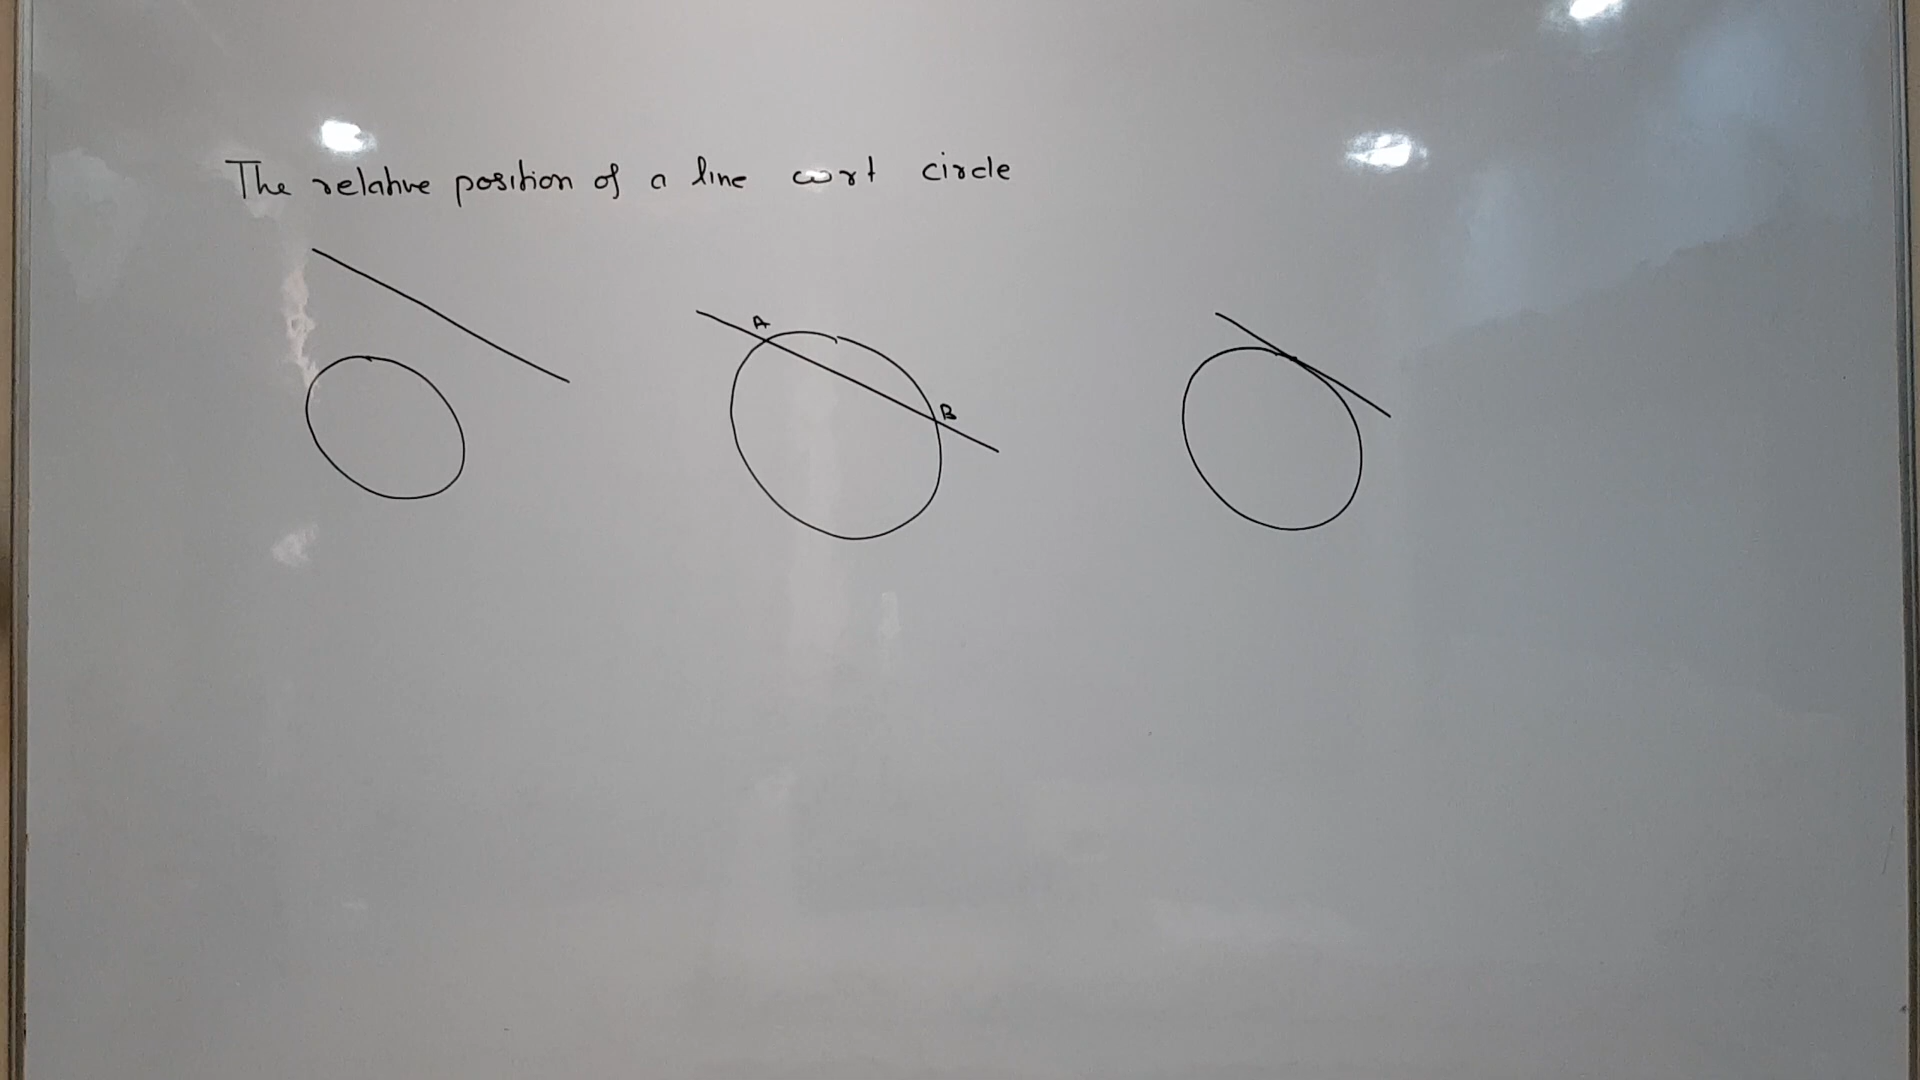 The relative position of a line wrt circle
A
B